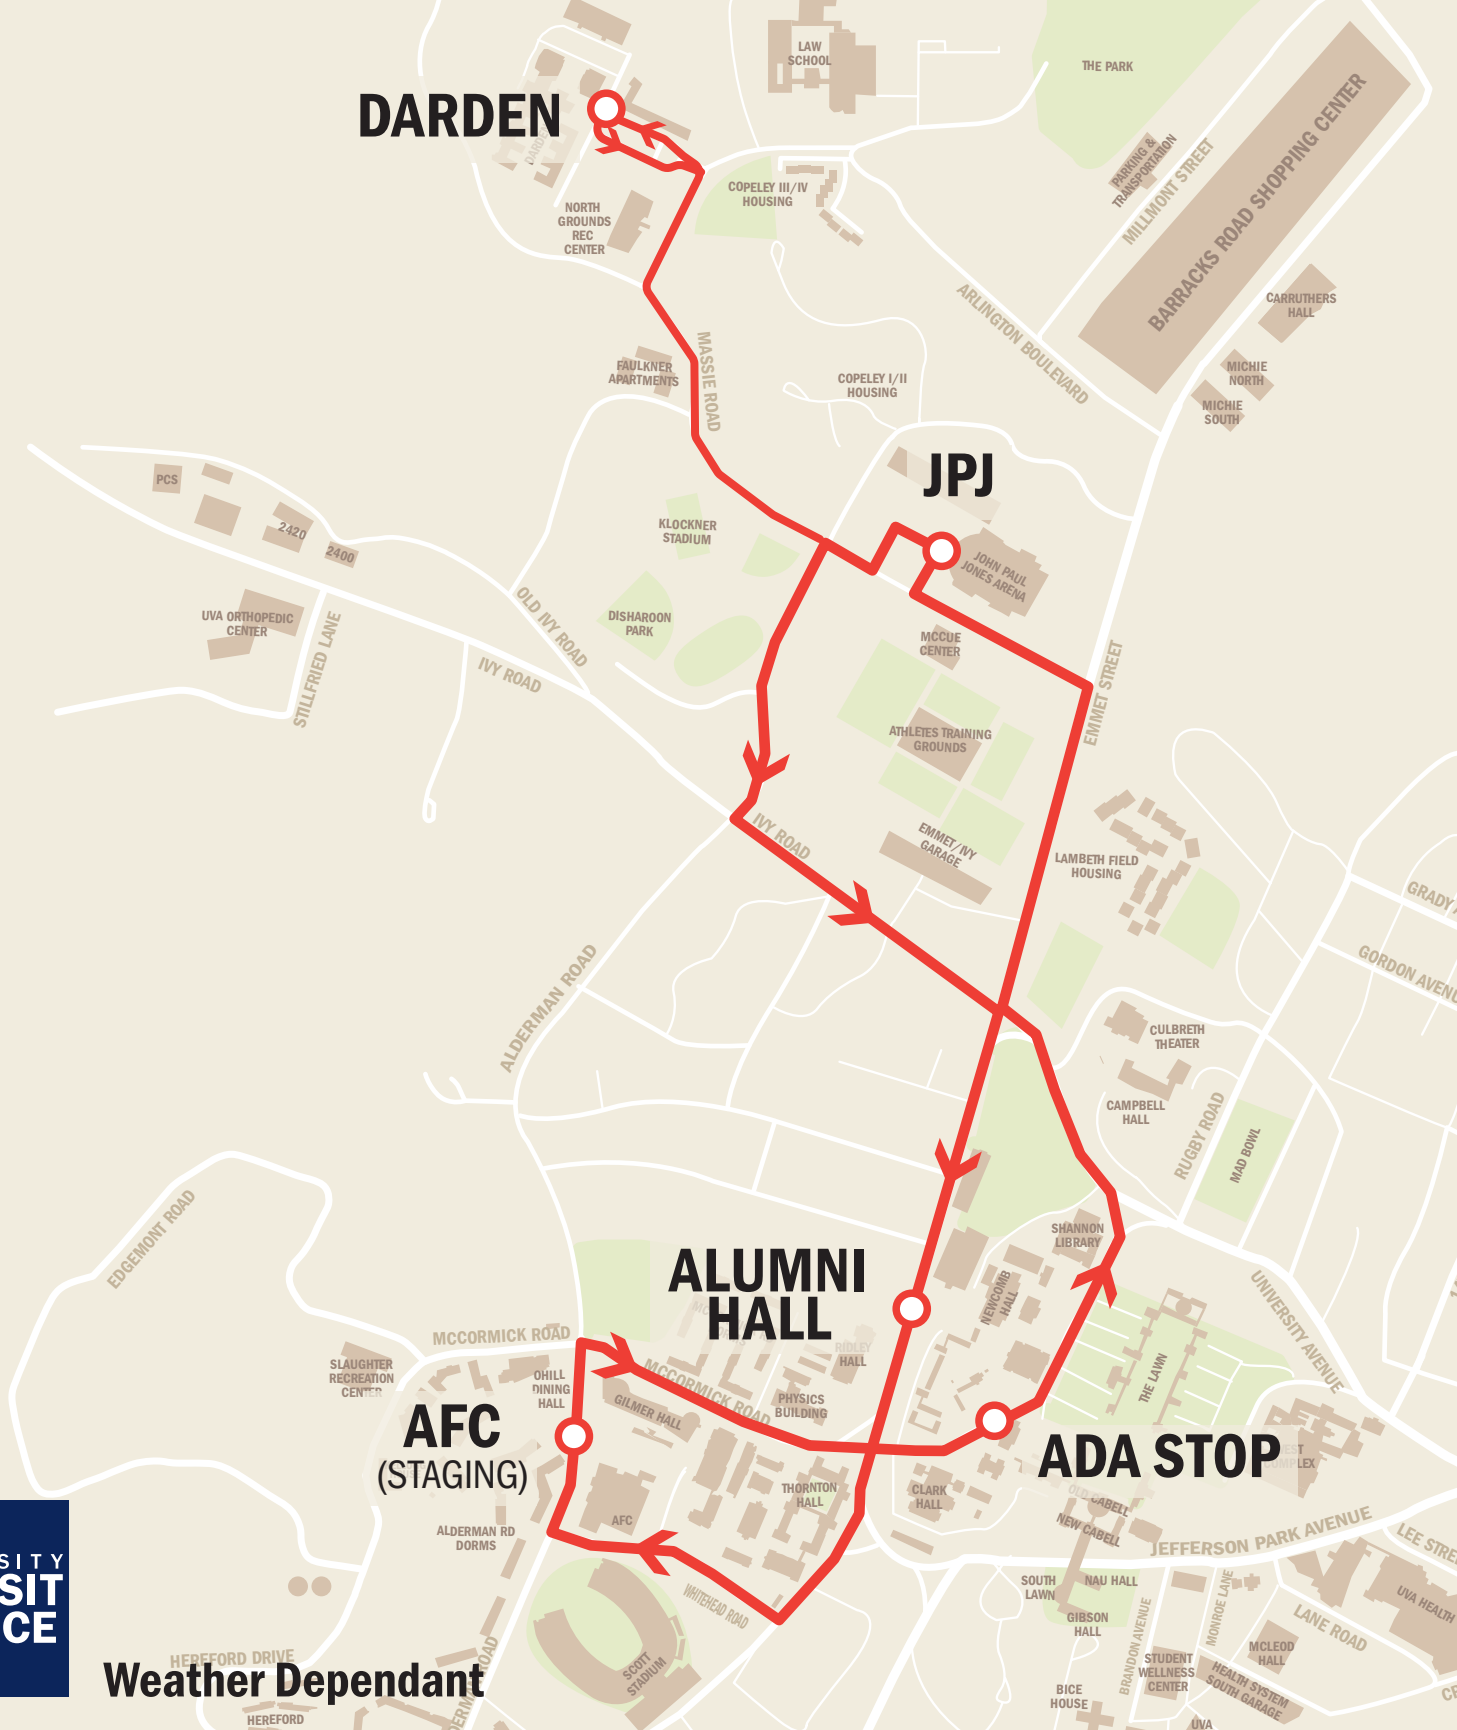 LAW
SCHOOL
THE PARK
DARDEN
PARKING &
TRANSPORTATION
MILLMONT STREET
BARRACKS ROAD SHOPPING CENTER
COPELEY III/IV
HOUSING
NORTH
GROUNDS
REC
CENTER
ARLINGTON BOULEVARD
CARRUTHERS
HALL
MASSIE ROAD
FAULKNER
APARTMENTS
COPELEY I/II
HOUSING
MICHIE
NORTH
MICHIE
SOUTH
JPJ
PCS
2420
2400
KLOCKNER
STADIUM
JOHN PAUL
JONES ARENA
UVA ORTHOPEDIC
CENTER
STILLFRIED LANE
OLD IVY ROAD
IVY ROAD
DISHAROON
PARK
MCCUE
CENTER
EMMET STREET
ATHLETES TRAINING
GROUNDS
IVY ROAD
EMMET/IVY
GARAGE
LAMBETH FIELD
HOUSING
GRADY
GORDON AVENU
ALDERMAN ROAD
CULBRETH
THEATER
CAMPBELL
HALL
RUGBY ROAD
MAD BOWL
EDGEMONT ROAD
SHANNON
LIBRARY
ALUMNI
HALL
NEWCOMB
HALL
UNIVERSITY AVENUE
MCCORMICK ROAD
RIDLEY
HALL
SLAUGHTER
RECREATION
CENTER
OHILL
DINING
HALL
MCCORMICK ROAD
GILMER HALL
PHYSICS
BUILDING
THE LAWN
AFC
(STAGING)
ADA STOP
COMPLEX
THORNTON
HALL
CLARK
HALL
OLD CABELL
NEW CABELL
AFC
ALDERMAN RD
DORMS
JEFFERSON PARK AVENUE
LEE STREE
SITY
SIT
CE
WHITEHEAD ROAD
SOUTH
LAWN
NAU HALL
GIBSON
HALL
BRANDON AVENUE
MONROE LANE
LANE ROAD
UVA HEALTH
MCLEOD
HALL
HEREFORD DRIVE
Weather Dependant
SCOTT
STADIUM
STUDENT
WELLNESS
CENTER
HEALTH SYSTEM
SOUTH GARAGE
BICE
HOUSE
HEREFORD
DERMAN ROAD
UVA